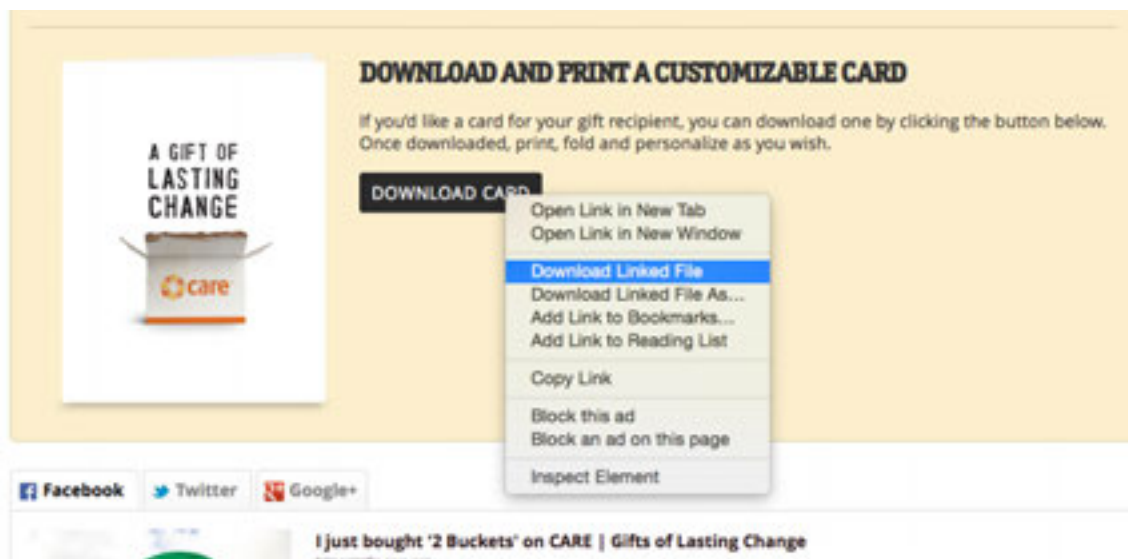 DOWNLOAD AND PRINT A CUSTOMIZABLE CARD
If you'd like a card for your gift recipient, you can download one by clicking the button below.
Once downloaded, print, fold and personalize as you wish.
A GIFT OF
LASTING
CHANGE
care
DOWNLOAD CARD
Open Link in New Tab
Open Link in New Window
Download Linked File
Download Linked File As...
Add Link to Bookmarks...
Add Link to Reading List
Copy Link
Block this ad
Block an ad on this page
Inspect Element
Facebook Twitter Google+
I just bought '2 Buckets' on CARE | Gifts of Lasting Change